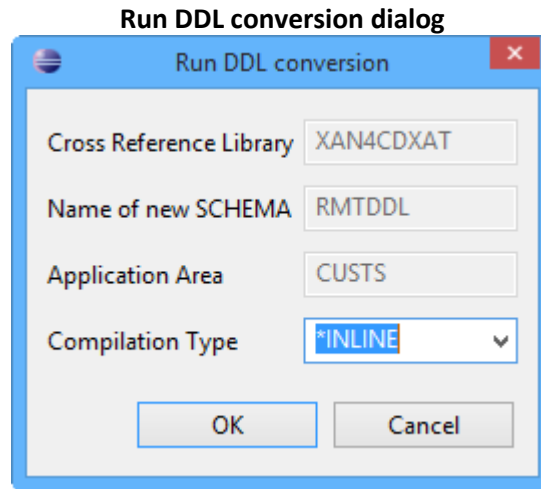 Run DDL conversion dialog
Run DDL conversion
Cross Reference Library XAN4CDXAT
Name of new SCHEMA RMTDDL
Application Area CUSTS
Compilation Type *INLINE
OK Cancel